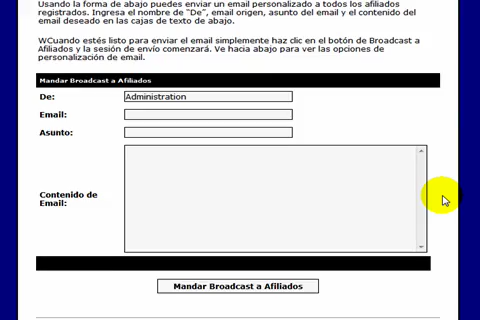 Usando la forma de abajo puedes enviar un email personalizado a todos los afiliados
registrados. Ingresa el nombre de "De", email origen, asunto del email y el contenido del
email deseado en las cajas de texto de abajo.
WCuando estés listo para enviar el email simplemente haz clic en el botón de Broadcast a
Afiliados y la sesión de envío comenzará. Ve hacia abajo para ver las opciones de
personalización de email.
Mandar Broadcast a Afiliados
De: Administration
Email:
Asunto:
Contenido de
Email:
Mandar Broadcast a Afiliados